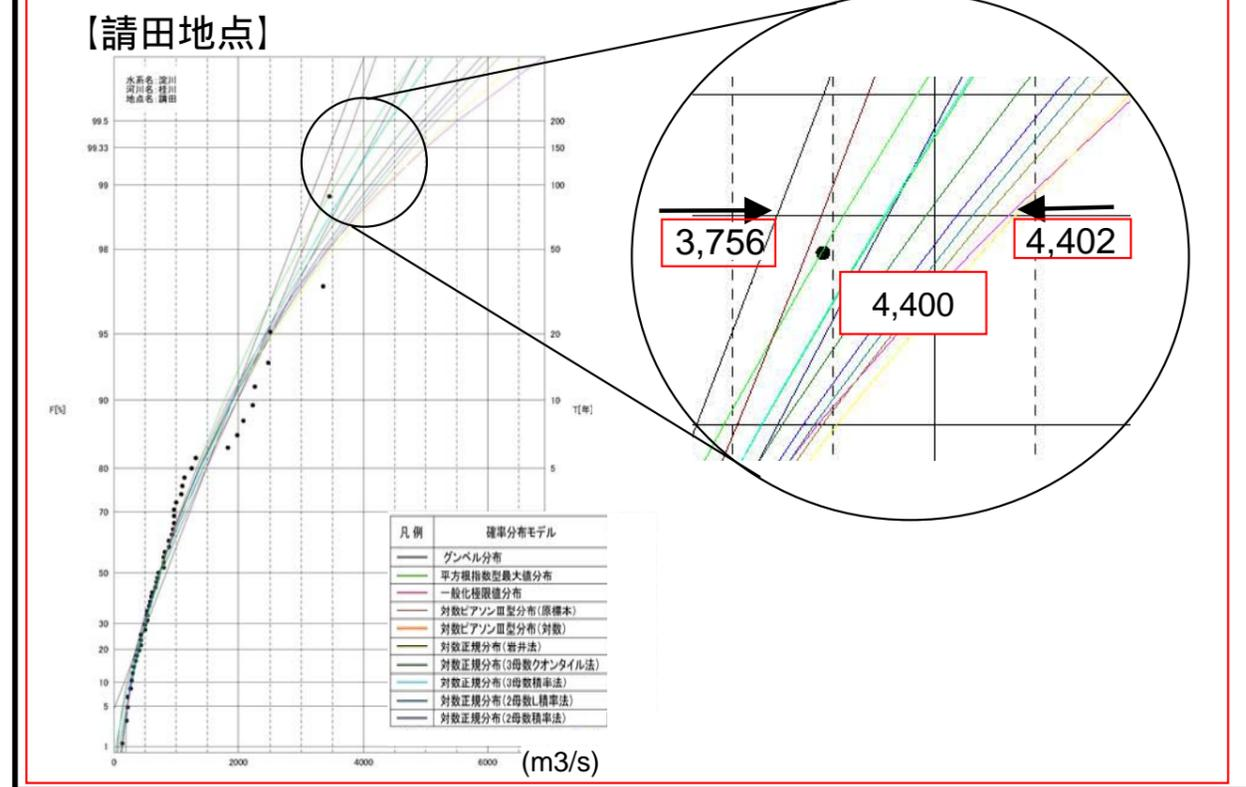 【請田地点】
水系名:淀川
河川名:桂川
地点名:請田
99.5
99.33
99
98
95
90
F[%]
80
70
50
30
20
10
5
1
200
150
100
50
20
10
T[年]
5
0
2000
4000
6000
(m3/s)
3,756
4,402
4,400
凡例 確率分布モデル
グンベル分布
平方根指数型最大値分布
一般化極限値分布
対数ピアソンⅢ型分布(原標本)
対数ピアソンⅢ型分布(対数)
対数正規分布(岩井法)
対数正規分布(3母数クオンタイル法)
対数正規分布(3母数積率法)
対数正規分布(2母数L積率法)
対数正規分布(2母数積率法)